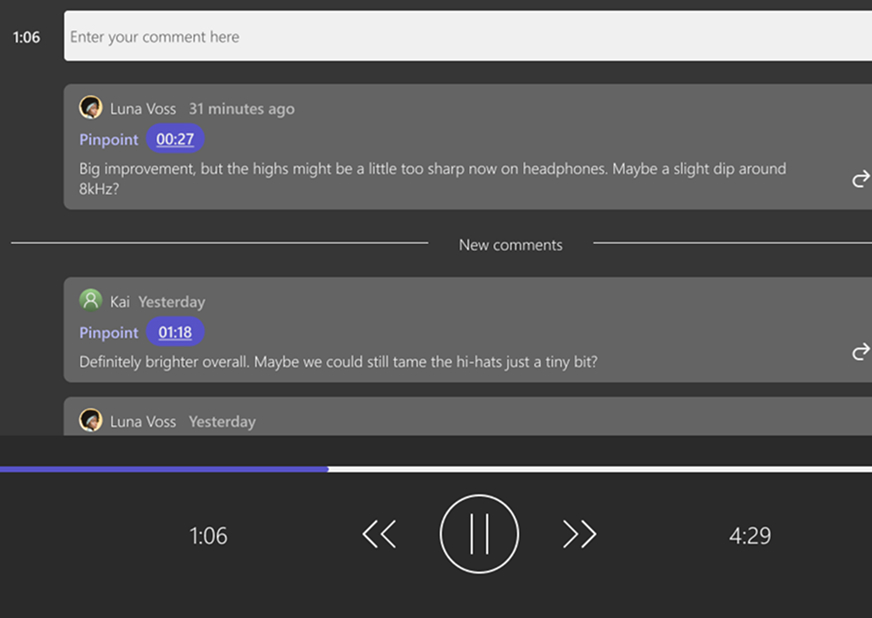 1:06 Enter your comment here
Luna Voss 31 minutes ago
Pinpoint 00:27
Big improvement, but the highs might be a little too sharp now on headphones. Maybe a slight dip around
8kHz?
New comments
Kai Yesterday
Pinpoint 01:18
Definitely brighter overall. Maybe we could still tame the hi-hats just a tiny bit?
Luna Voss Yesterday
1:06 4:29